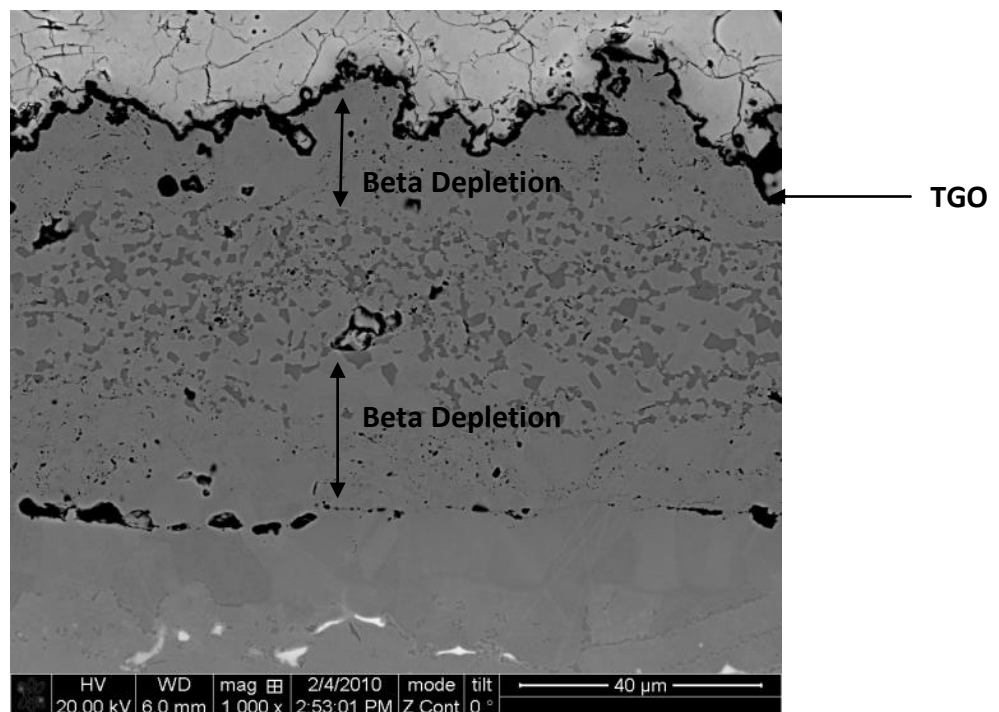 Beta Depletion
TGO
Beta Depletion
HV WD mag 2/4/2010 mode tilt 40 µm
20.00 kV 6.0 mm 1 000 x 2:53:01 PM Z Cont 0 °